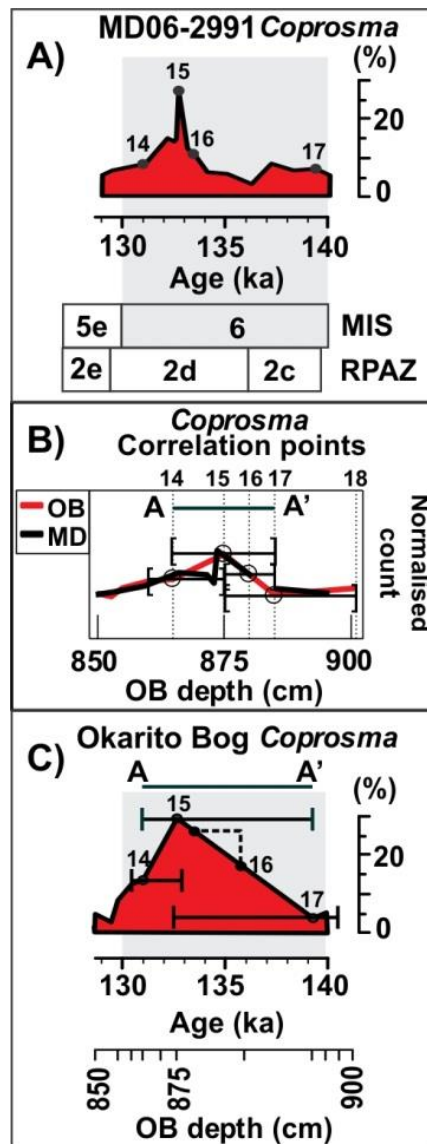 MD06-2991 Coprosma
A)
(%)
15
14
16
17
20
0
130 135 140
Age (ka)
5e 6 MIS
2e 2d 2c RPAZ
B)
Coprosma
Correlation points
14 15 16 17 18
A A’
OB
MD
Normalised
count
850 875 900
OB depth (cm)
Okarito Bog Coprosma
C)
A A’
(%)
15
14
16
17
20
0
130 135 140
Age (ka)
850 875 900
OB depth (cm)